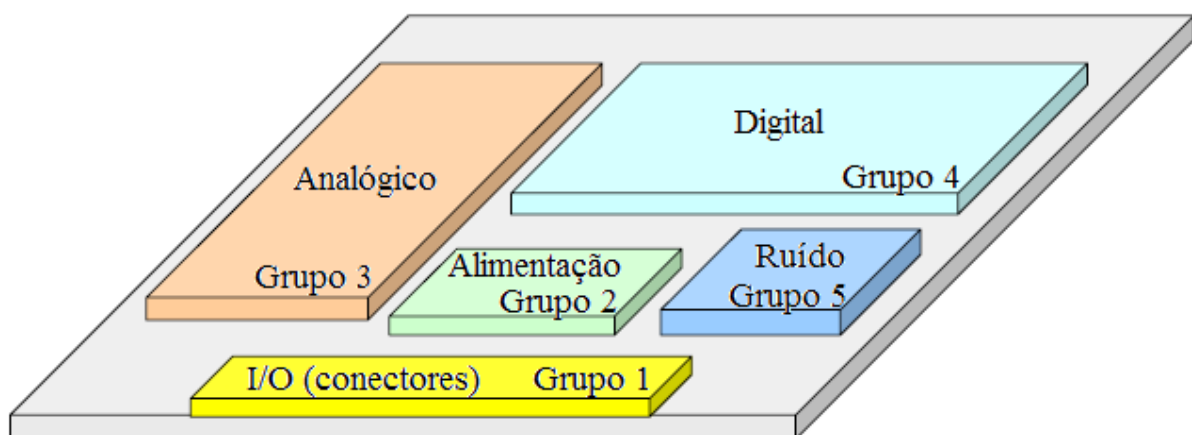 Analógico
Grupo 3
Digital
Grupo 4
Alimentação
Grupo 2
Ruído
Grupo 5
I/O (conectores) Grupo 1